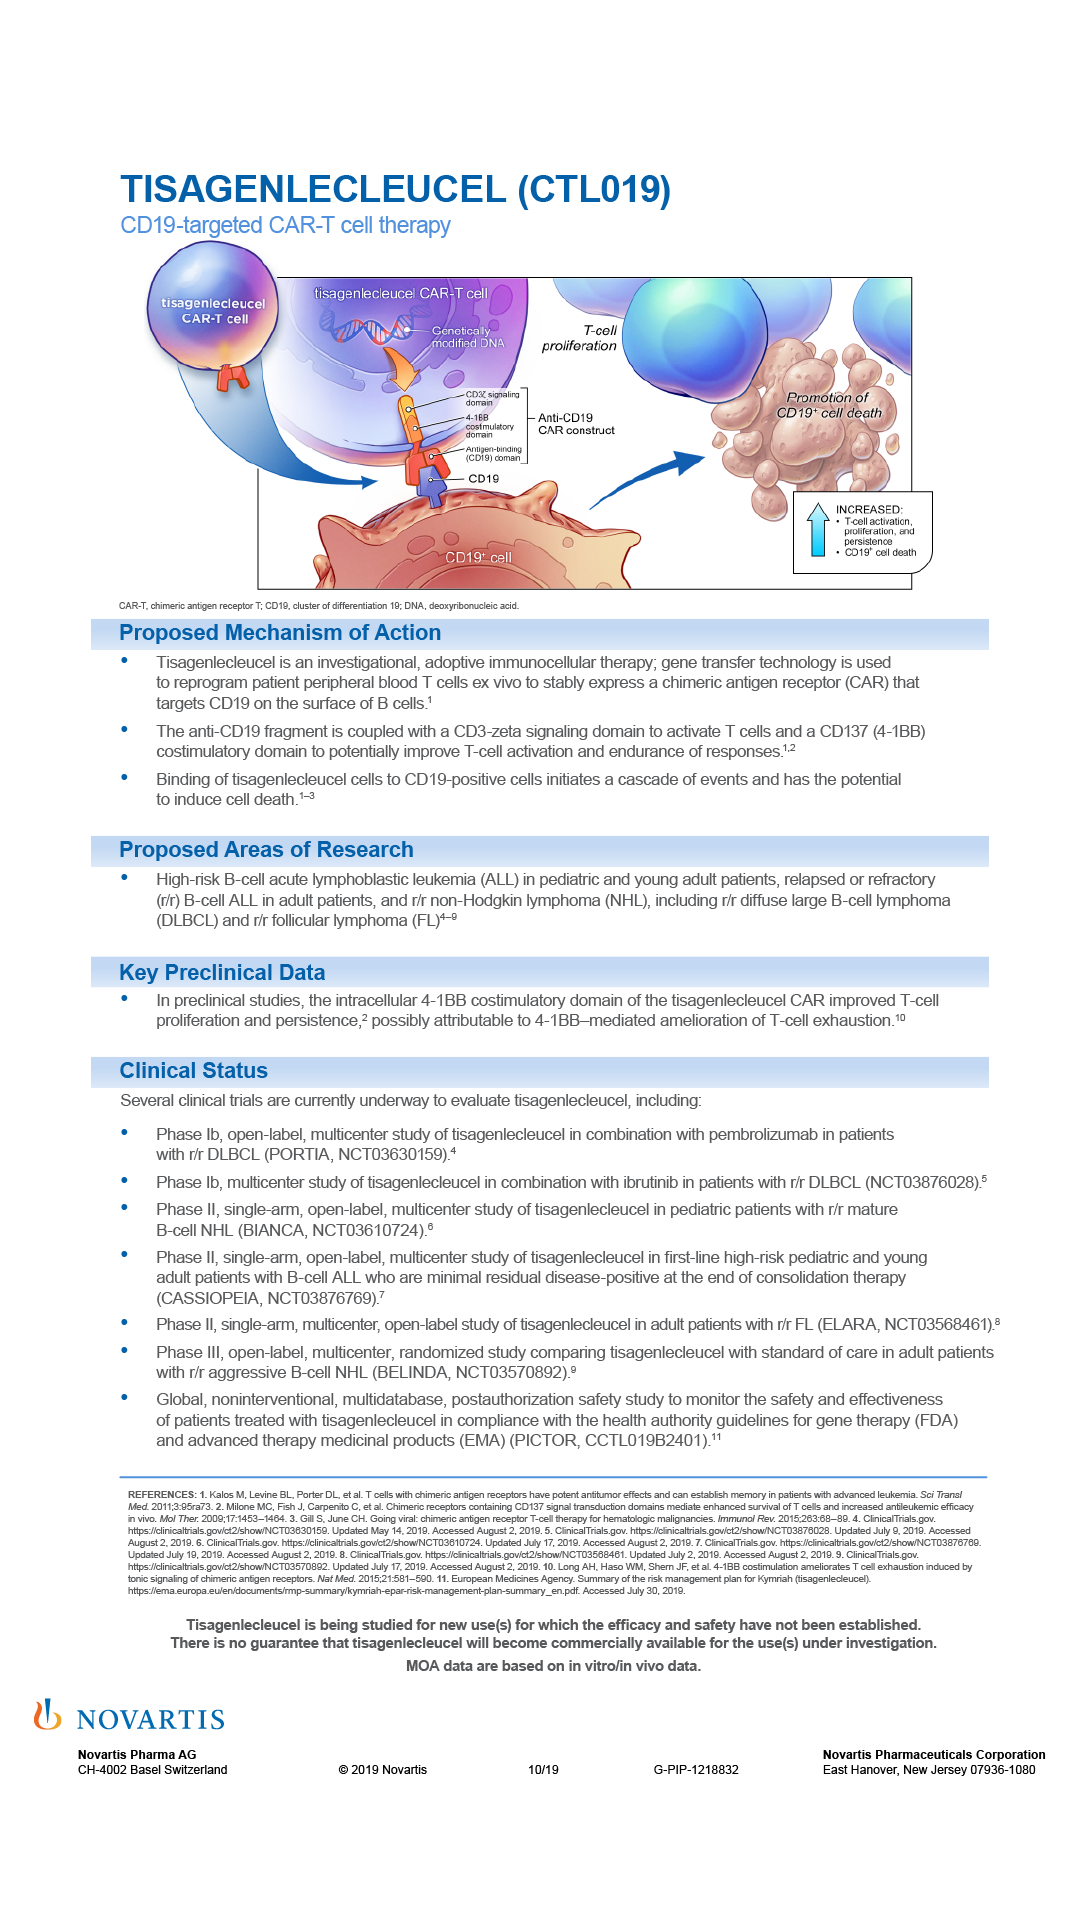 TISAGENLECLEUCEL (CTL019)
CD19-targeted CAR-T cell therapy
tisagenlecleucel
CAR-T cell
tisagenlecleucel CAR-T cell
Genetically
modified DNA
CD3ζ signaling
domain
4-1BB
costimulatory
domain
Antigen-binding
(CD19) domain
Anti-CD19
CAR construct
CD19
CD19⁺ cell
T-cell
proliferation
Promotion of
CD19⁺ cell death
INCREASED:
• T-cell activation,
proliferation, and
persistence
• CD19⁺ cell death
CAR-T, chimeric antigen receptor T; CD19, cluster of differentiation 19; DNA, deoxyribonucleic acid.
Proposed Mechanism of Action
• Tisagenlecleucel is an investigational, adoptive immunocellular therapy; gene transfer technology is used
to reprogram patient peripheral blood T cells ex vivo to stably express a chimeric antigen receptor (CAR) that
targets CD19 on the surface of B cells.¹
• The anti-CD19 fragment is coupled with a CD3-zeta signaling domain to activate T cells and a CD137 (4-1BB)
costimulatory domain to potentially improve T-cell activation and endurance of responses.¹,²
• Binding of tisagenlecleucel cells to CD19-positive cells initiates a cascade of events and has the potential
to induce cell death.¹–³
Proposed Areas of Research
• High-risk B-cell acute lymphoblastic leukemia (ALL) in pediatric and young adult patients, relapsed or refractory
(r/r) B-cell ALL in adult patients, and r/r non-Hodgkin lymphoma (NHL), including r/r diffuse large B-cell lymphoma
(DLBCL) and r/r follicular lymphoma (FL)⁴–⁹
Key Preclinical Data
• In preclinical studies, the intracellular 4-1BB costimulatory domain of the tisagenlecleucel CAR improved T-cell
proliferation and persistence,² possibly attributable to 4-1BB–mediated amelioration of T-cell exhaustion.¹⁰
Clinical Status
Several clinical trials are currently underway to evaluate tisagenlecleucel, including:
• Phase Ib, open-label, multicenter study of tisagenlecleucel in combination with pembrolizumab in patients
with r/r DLBCL (PORTIA, NCT03630159).⁴
• Phase Ib, multicenter study of tisagenlecleucel in combination with ibrutinib in patients with r/r DLBCL (NCT03876028).⁵
• Phase II, single-arm, open-label, multicenter study of tisagenlecleucel in pediatric patients with r/r mature
B-cell NHL (BIANCA, NCT03610724).⁶
• Phase II, single-arm, open-label, multicenter study of tisagenlecleucel in first-line high-risk pediatric and young
adult patients with B-cell ALL who are minimal residual disease-positive at the end of consolidation therapy
(CASSIOPEIA, NCT03876769).⁷
• Phase II, single-arm, multicenter, open-label study of tisagenlecleucel in adult patients with r/r FL (ELARA, NCT03568461).⁸
• Phase III, open-label, multicenter, randomized study comparing tisagenlecleucel with standard of care in adult patients
with r/r aggressive B-cell NHL (BELINDA, NCT03570892).⁹
• Global, noninterventional, multidatabase, postauthorization safety study to monitor the safety and effectiveness
of patients treated with tisagenlecleucel in compliance with the health authority guidelines for gene therapy (FDA)
and advanced therapy medicinal products (EMA) (PICTOR, CCTL019B2401).¹¹
REFERENCES: 1. Kalos M, Levine BL, Porter DL, et al. T cells with chimeric antigen receptors have potent antitumor effects and can establish memory in patients with advanced leukemia. Sci Transl
Med. 2011;3:95ra73. 2. Milone MC, Fish J, Carpenito C, et al. Chimeric receptors containing CD137 signal transduction domains mediate enhanced survival of T cells and increased antileukemic efficacy
in vivo. Mol Ther. 2009;17:1453–1464. 3. Gill S, June CH. Going viral: chimeric antigen receptor T-cell therapy for hematologic malignancies. Immunol Rev. 2015;263:68–89. 4. ClinicalTrials.gov.
https://clinicaltrials.gov/ct2/show/NCT03630159. Updated May 14, 2019. Accessed August 2, 2019. 5. ClinicalTrials.gov. https://clinicaltrials.gov/ct2/show/NCT03876028. Updated July 9, 2019. Accessed
August 2, 2019. 6. ClinicalTrials.gov. https://clinicaltrials.gov/ct2/show/NCT03610724. Updated July 17, 2019. Accessed August 2, 2019. 7. ClinicalTrials.gov. https://clinicaltrials.gov/ct2/show/NCT03876769.
Updated July 19, 2019. Accessed August 2, 2019. 8. ClinicalTrials.gov. https://clinicaltrials.gov/ct2/show/NCT03568461. Updated July 2, 2019. Accessed August 2, 2019. 9. ClinicalTrials.gov.
https://clinicaltrials.gov/ct2/show/NCT03570892. Updated July 17, 2019. Accessed August 2, 2019. 10. Long AH, Haso WM, Shern JF, et al. 4-1BB costimulation ameliorates T cell exhaustion induced by
tonic signaling of chimeric antigen receptors. Nat Med. 2015;21:581–590. 11. European Medicines Agency. Summary of the risk management plan for Kymriah (tisagenlecleucel).
https://ema.europa.eu/en/documents/rmp-summary/kymriah-epar-risk-management-plan-summary_en.pdf. Accessed July 30, 2019.
Tisagenlecleucel is being studied for new use(s) for which the efficacy and safety have not been established.
There is no guarantee that tisagenlecleucel will become commercially available for the use(s) under investigation.
MOA data are based on in vitro/in vivo data.
NOVARTIS
Novartis Pharma AG
CH-4002 Basel Switzerland
© 2019 Novartis
10/19
G-PIP-1218832
Novartis Pharmaceuticals Corporation
East Hanover, New Jersey 07936-1080